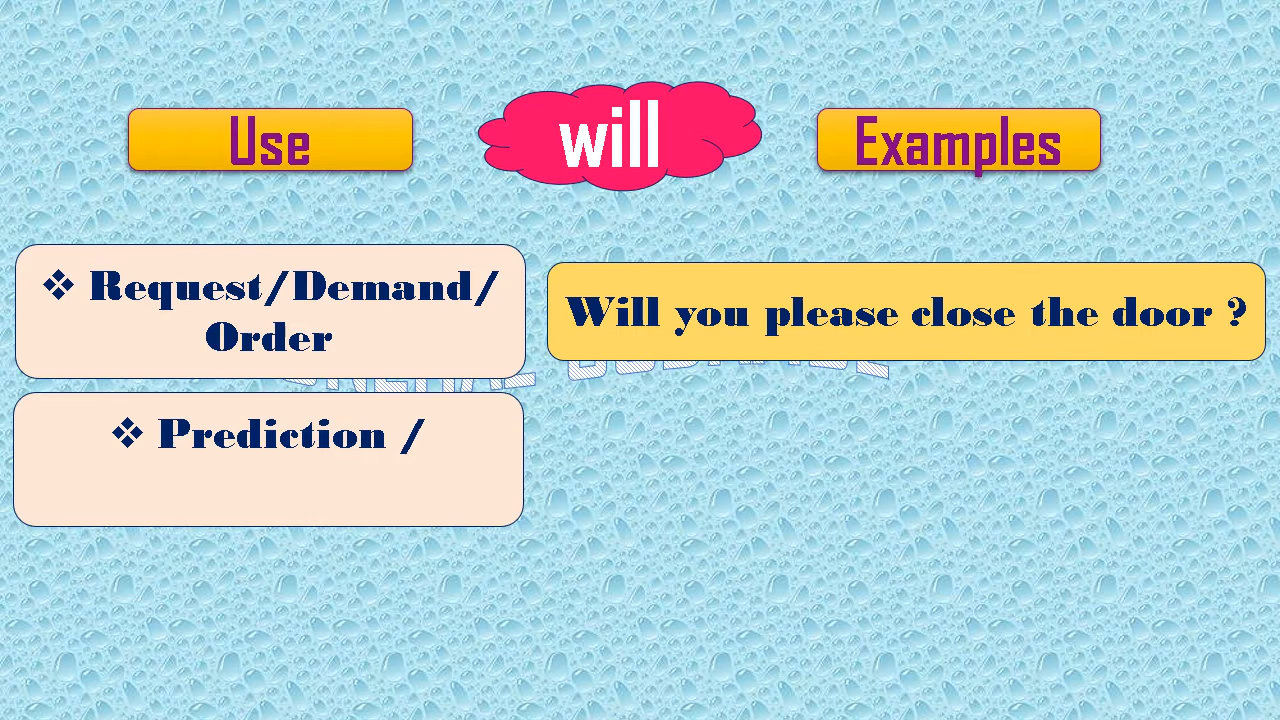 Use
will
Examples
❖ Request/Demand/
Order
Will you please close the door ?
❖ Prediction /